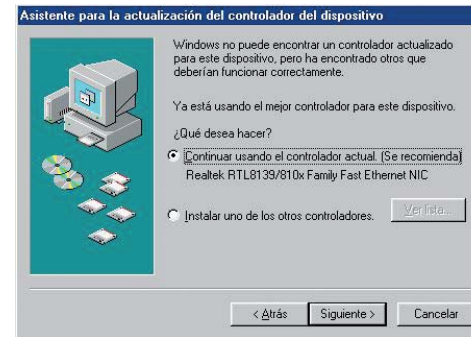 Asistente para la actualización del controlador del dispositivo
Windows no puede encontrar un controlador actualizado
para este dispositivo, pero ha encontrado otros que
deberían funcionar correctamente.
Ya está usando el mejor controlador para este dispositivo.
¿Qué desea hacer?
Continuar usando el controlador actual. (Se recomienda)
Realtek RTL8139/810x Family Fast Ethernet NIC
Instalar uno de los otros controladores.
Ver lista...
< Atrás
Siguiente >
Cancelar